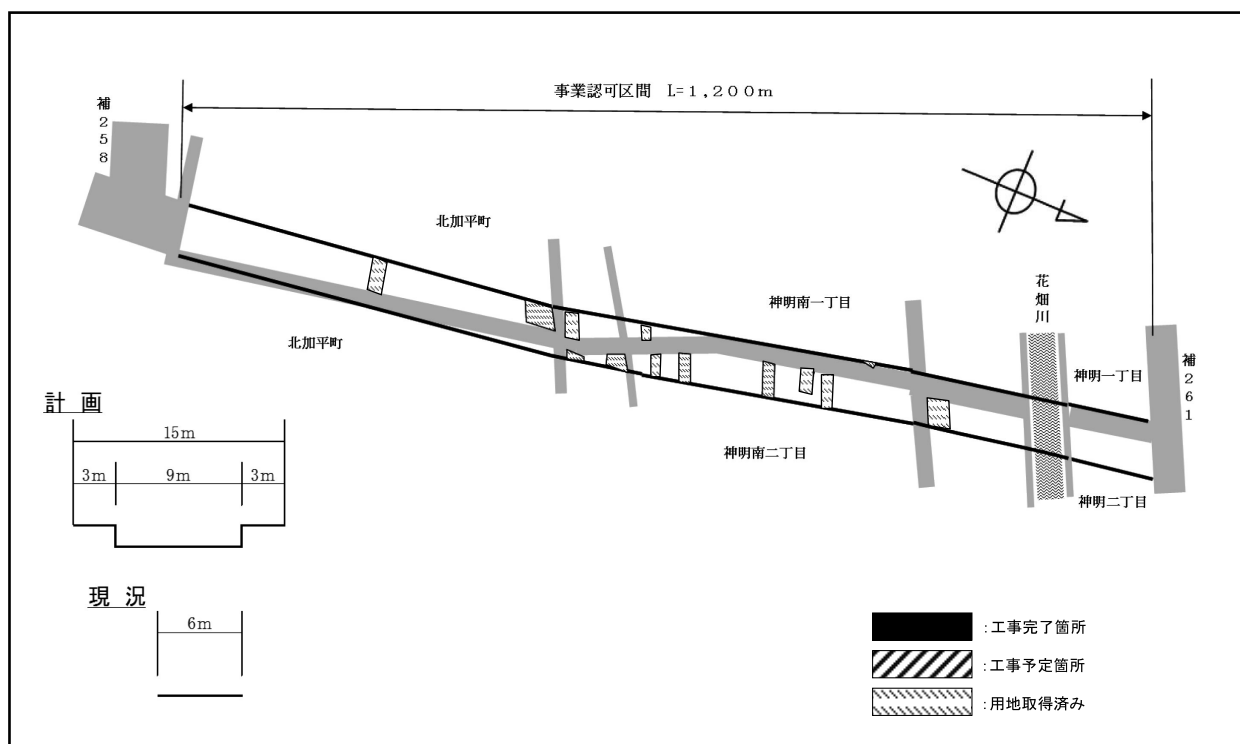 事業認可区間 L=1,200m
補258
北加平町
神明南一丁目
花畑川
神明一丁目
補261
北加平町
神明南二丁目
神明二丁目
計 画
15m
3m 9m 3m
現 況
6m
:工事完了箇所
:工事予定箇所
:用地取得済み